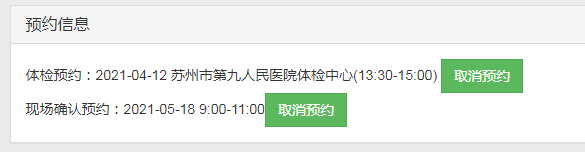 预约信息
体检预约：2021-04-12 苏州市第九人民医院体检中心(13:30-15:00) 取消预约
现场确认预约：2021-05-18 9:00-11:00 取消预约